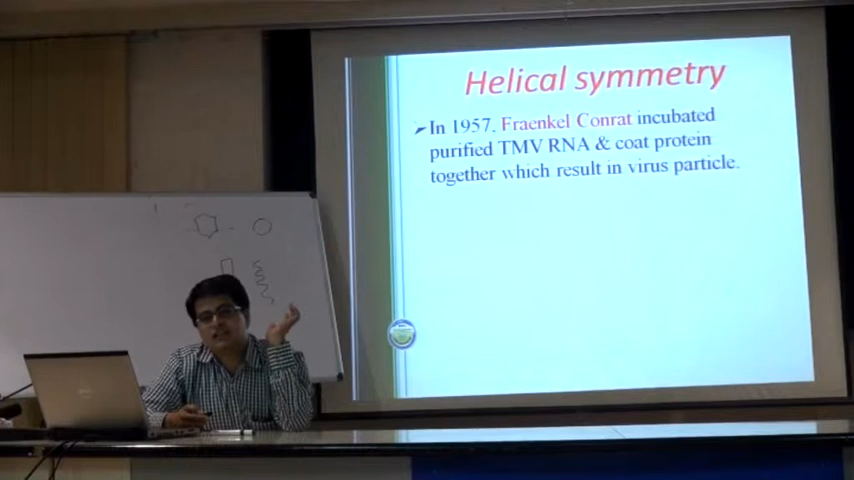 Helical symmetry
In 1957, Fraenkel Conrat incubated
purified TMV RNA & coat protein
together which result in virus particle.